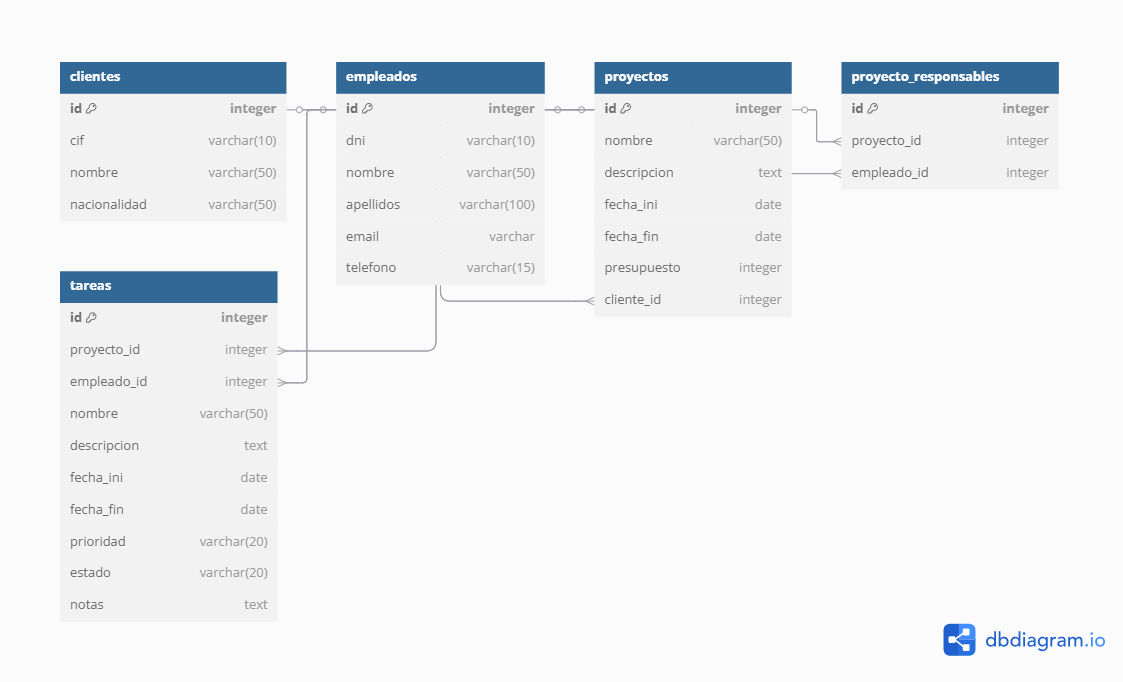 clientes
id integer
cif varchar(10)
nombre varchar(50)
nacionalidad varchar(50)
empleados
id integer
dni varchar(10)
nombre varchar(50)
apellidos varchar(100)
email varchar
telefono varchar(15)
proyectos
id integer
nombre varchar(50)
descripcion text
fecha_ini date
fecha_fin date
presupuesto integer
cliente_id integer
proyecto_responsables
id integer
proyecto_id integer
empleado_id integer
tareas
id integer
proyecto_id integer
empleado_id integer
nombre varchar(50)
descripcion text
fecha_ini date
fecha_fin date
prioridad varchar(20)
estado varchar(20)
notas text
dbdiagram.io